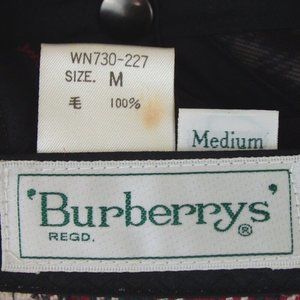 WN730-227
SIZE. M
毛 100%
Medium
'Burberrys'
REGD. ®